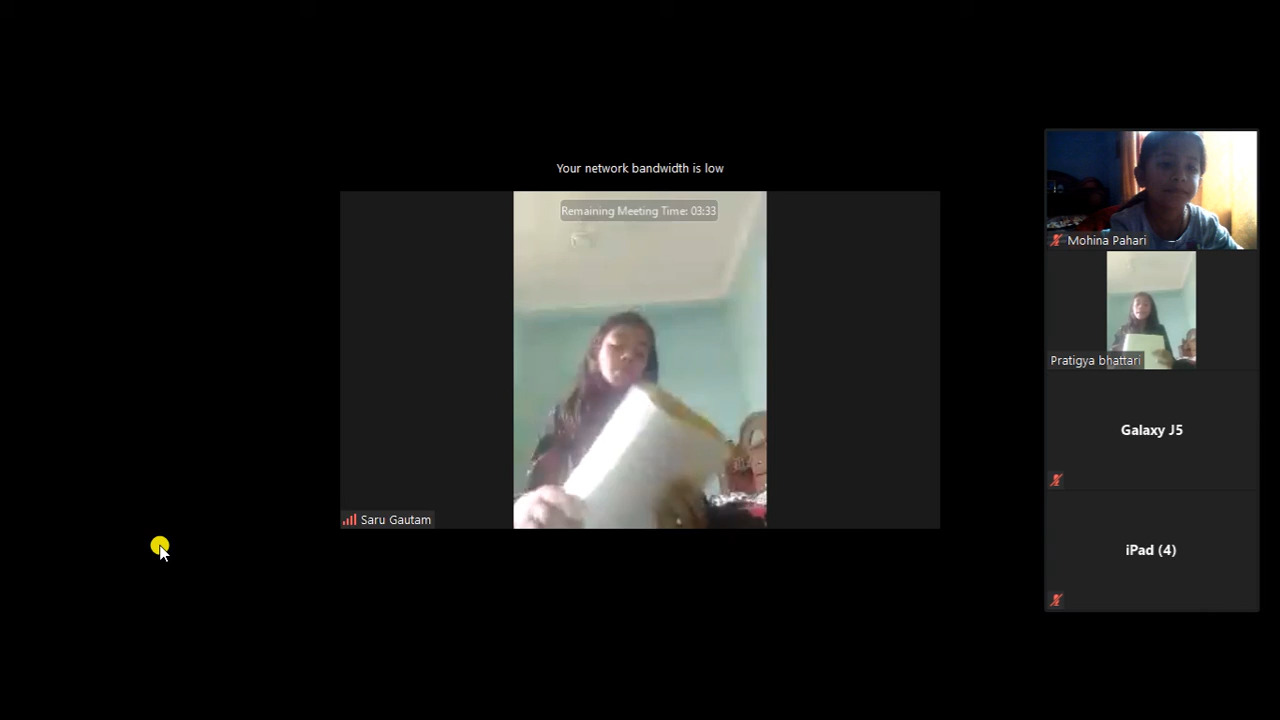 Your network bandwidth is low
Remaining Meeting Time: 03:33
Saru Gautam
Mohina Pahari
Pratigya bhattari
Galaxy J5
iPad (4)